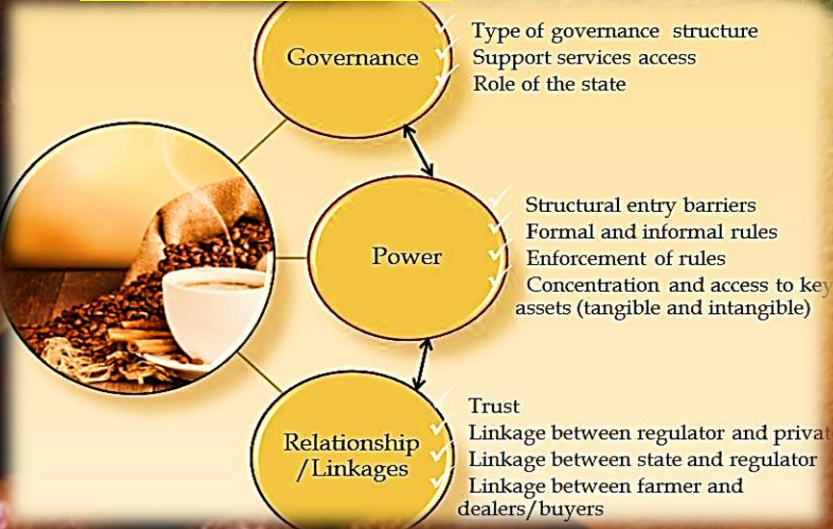 Governance
Type of governance structure
Support services access
Role of the state
Power
Structural entry barriers
Formal and informal rules
Enforcement of rules
Concentration and access to key
assets (tangible and intangible)
Relationship
/Linkages
Trust
Linkage between regulator and privat
Linkage between state and regulator
Linkage between farmer and
dealers/buyers